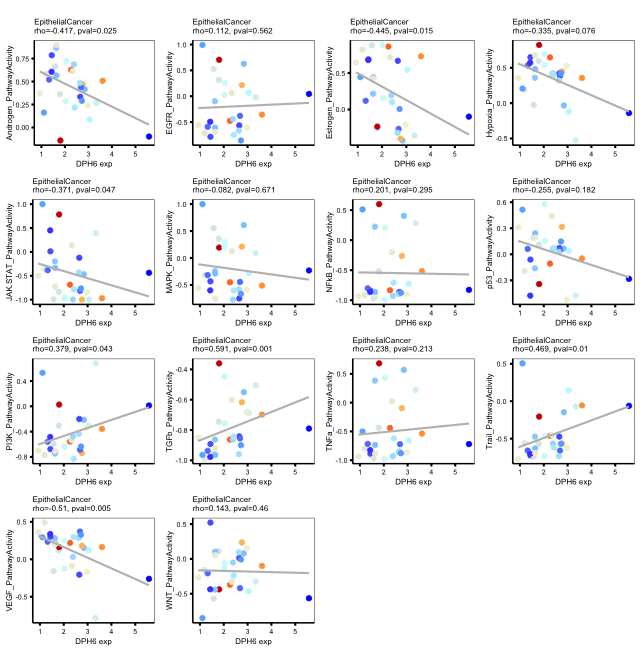 EpithelialCancer
rho=-0.417, pval=0.025
Androgen_PathwayActivity
0.75
0.50
0.25
0.00
1 2 3 4 5
DPH6 exp
EpithelialCancer
rho=0.112, pval=0.562
EGFR_PathwayActivity
1.0
0.5
0.0
-0.5
1 2 3 4 5
DPH6 exp
EpithelialCancer
rho=-0.445, pval=0.015
Estrogen_PathwayActivity
0.5
0.0
1 2 3 4 5
DPH6 exp
EpithelialCancer
rho=-0.335, pval=0.076
Hypoxia_PathwayActivity
0.5
0.0
-0.5
1 2 3 4 5
DPH6 exp
EpithelialCancer
rho=-0.371, pval=0.047
JAK.STAT_PathwayActivity
1.0
0.5
0.0
-0.5
-1.0
1 2 3 4 5
DPH6 exp
EpithelialCancer
rho=-0.082, pval=0.671
MAPK_PathwayActivity
1.0
0.5
0.0
-0.5
1 2 3 4 5
DPH6 exp
EpithelialCancer
rho=0.201, pval=0.295
NFkB_PathwayActivity
0.5
0.0
-0.5
-1.0
1 2 3 4 5
DPH6 exp
EpithelialCancer
rho=-0.255, pval=0.182
p53_PathwayActivity
0.6
0.3
0.0
-0.3
1 2 3 4 5
DPH6 exp
EpithelialCancer
rho=0.379, pval=0.043
PI3K_PathwayActivity
0.4
0.0
-0.4
-0.8
1 2 3 4 5
DPH6 exp
EpithelialCancer
rho=0.591, pval=0.001
TGFb_PathwayActivity
-0.4
-0.6
-0.8
-1.0
1 2 3 4 5
DPH6 exp
EpithelialCancer
rho=0.238, pval=0.213
TNFa_PathwayActivity
0.5
0.0
-0.5
-1.0
1 2 3 4 5
DPH6 exp
EpithelialCancer
rho=0.469, pval=0.01
Trail_PathwayActivity
0.5
0.0
-0.5
1 2 3 4 5
DPH6 exp
EpithelialCancer
rho=-0.51, pval=0.005
VEGF_PathwayActivity
0.5
0.0
-0.5
1 2 3 4 5
DPH6 exp
EpithelialCancer
rho=0.143, pval=0.46
WNT_PathwayActivity
0.5
0.0
-0.5
1 2 3 4 5
DPH6 exp